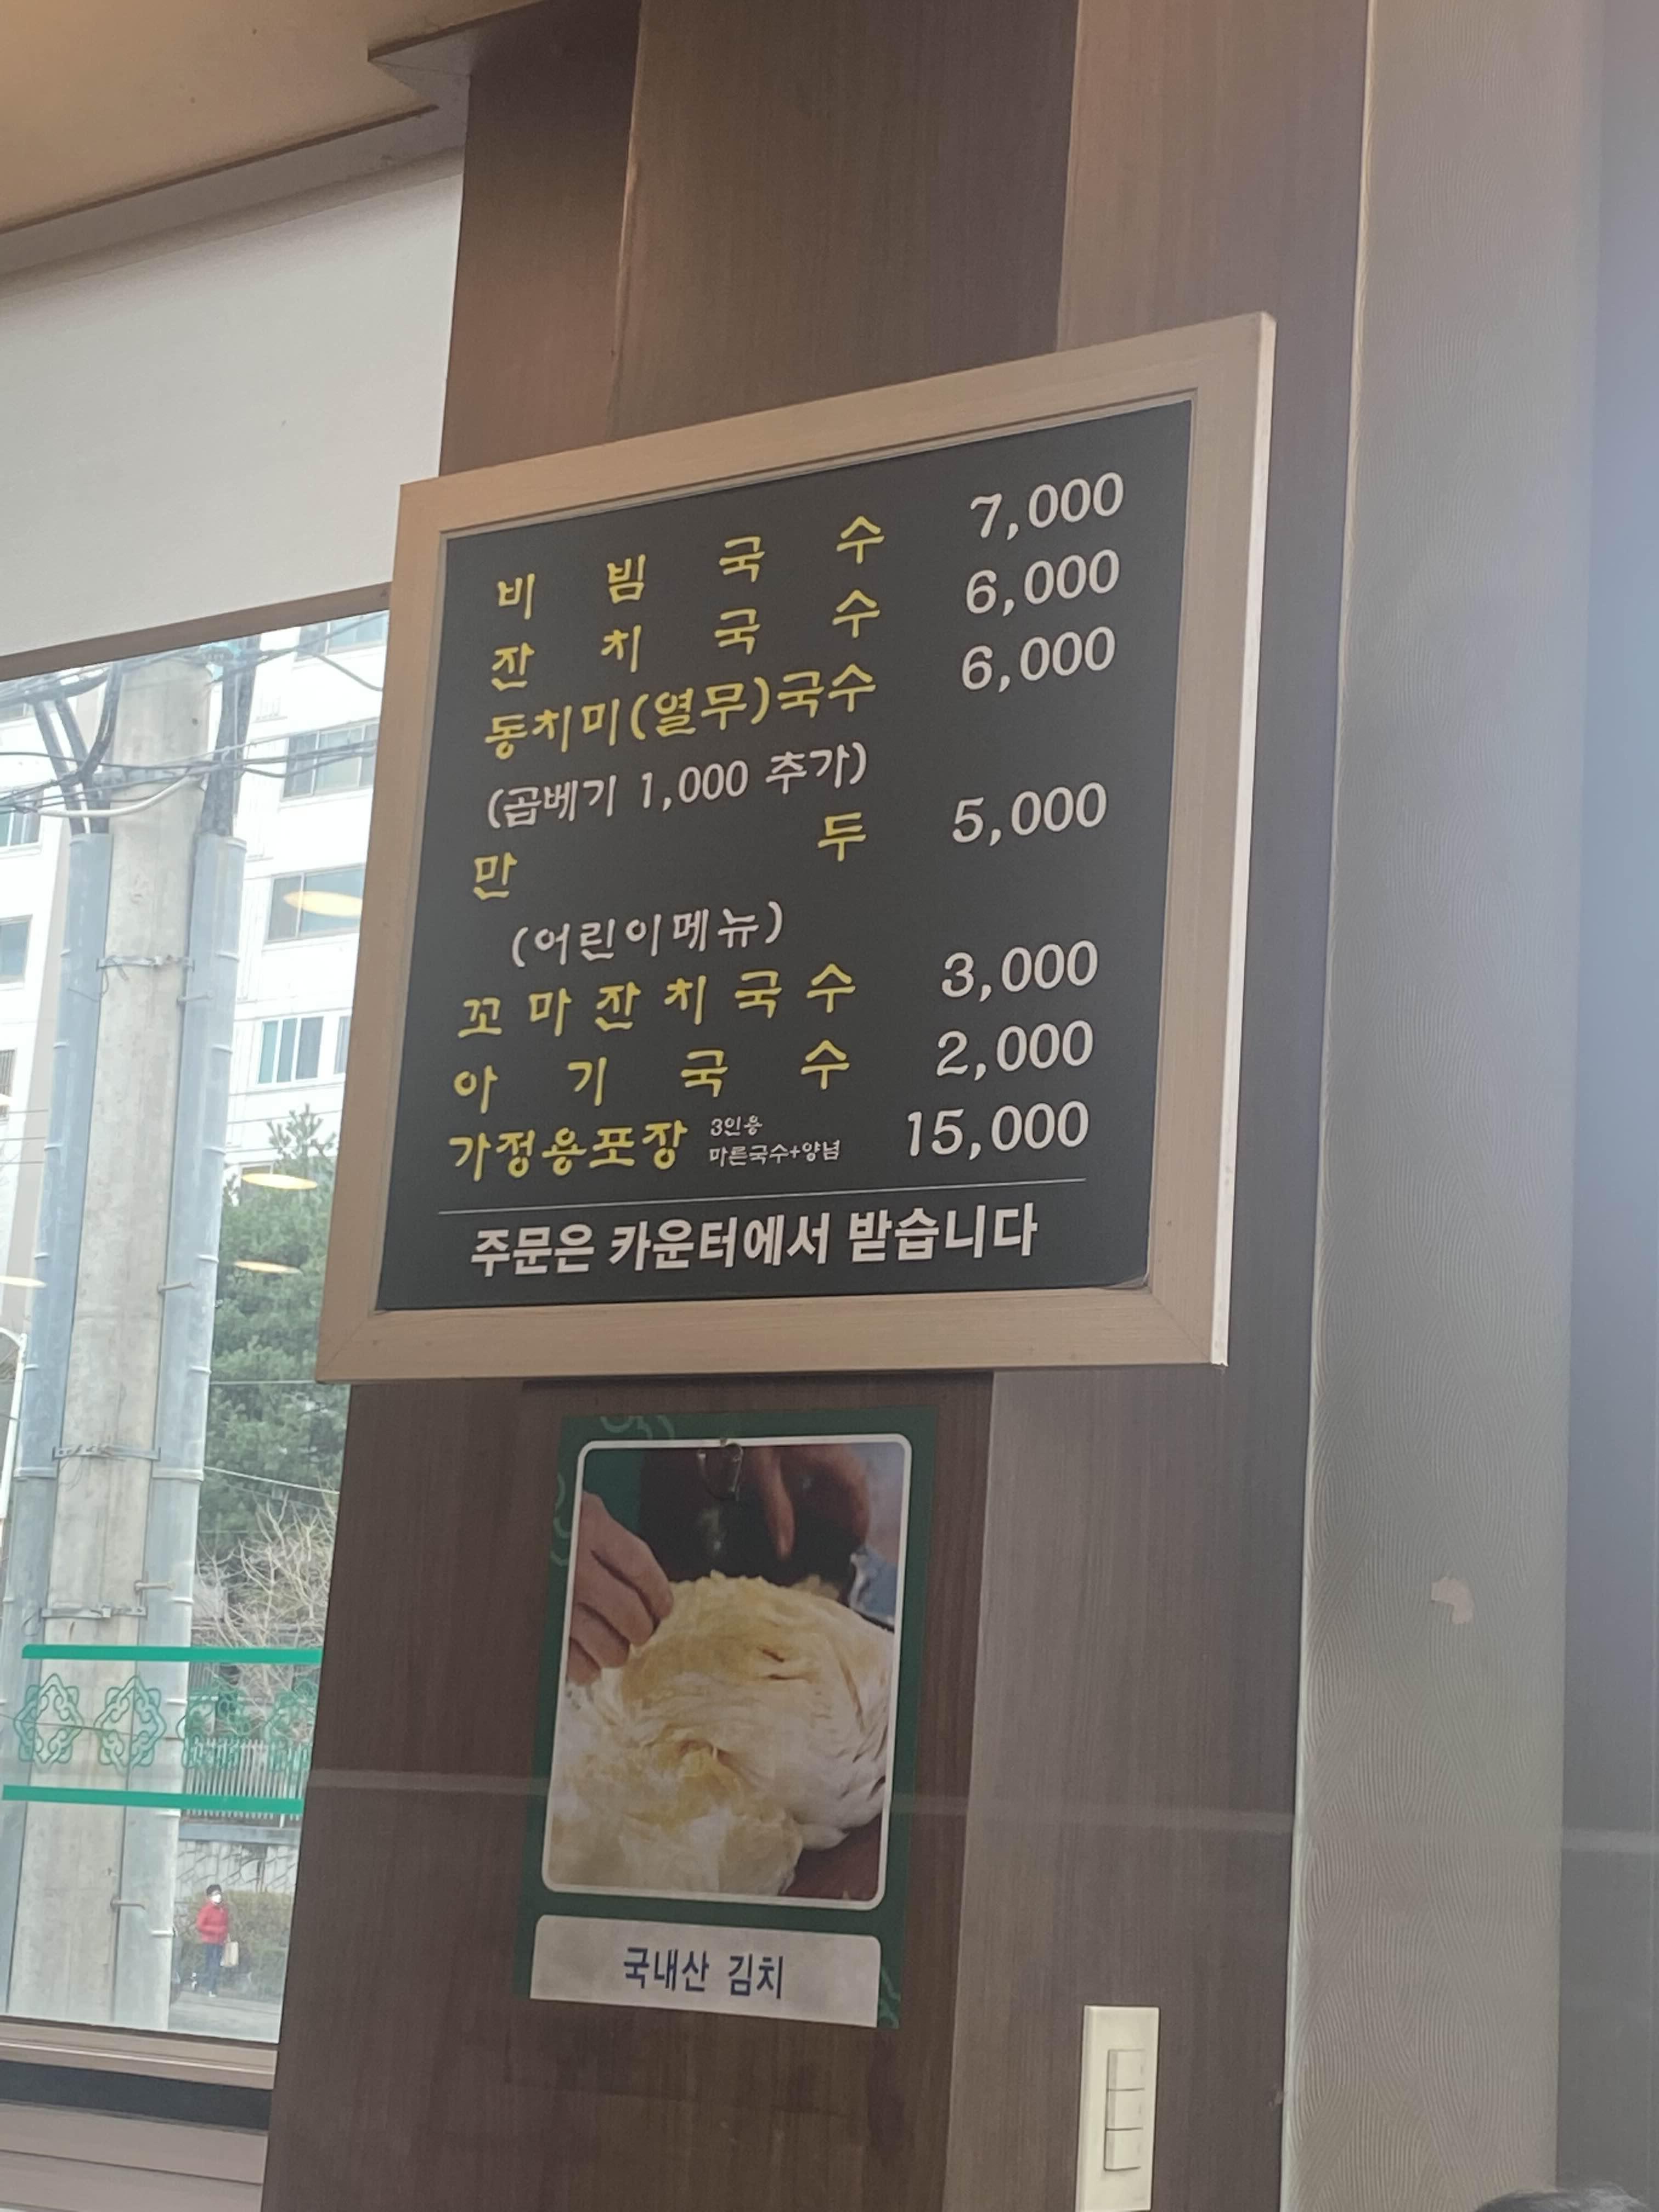 비빔국수 7,000
잔치국수 6,000
동치미(열무)국수 6,000
(곱베기 1,000 추가)
만두 5,000
(어린이메뉴)
꼬마잔치국수 3,000
아기국수 2,000
가정용포장 3인용 마른국수+양념 15,000
주문은 카운터에서 받습니다
국내산 김치